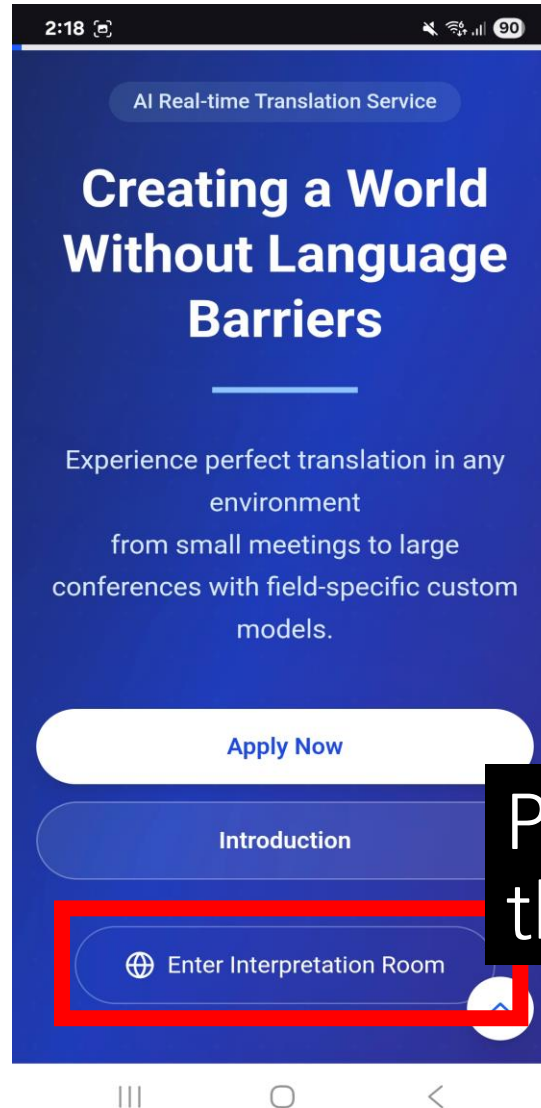 2:18
90
AI Real-time Translation Service
Creating a World
Without Language
Barriers
Experience perfect translation in any
environment
from small meetings to large
conferences with field-specific custom
models.
Apply Now
Introduction
Enter Interpretation Room